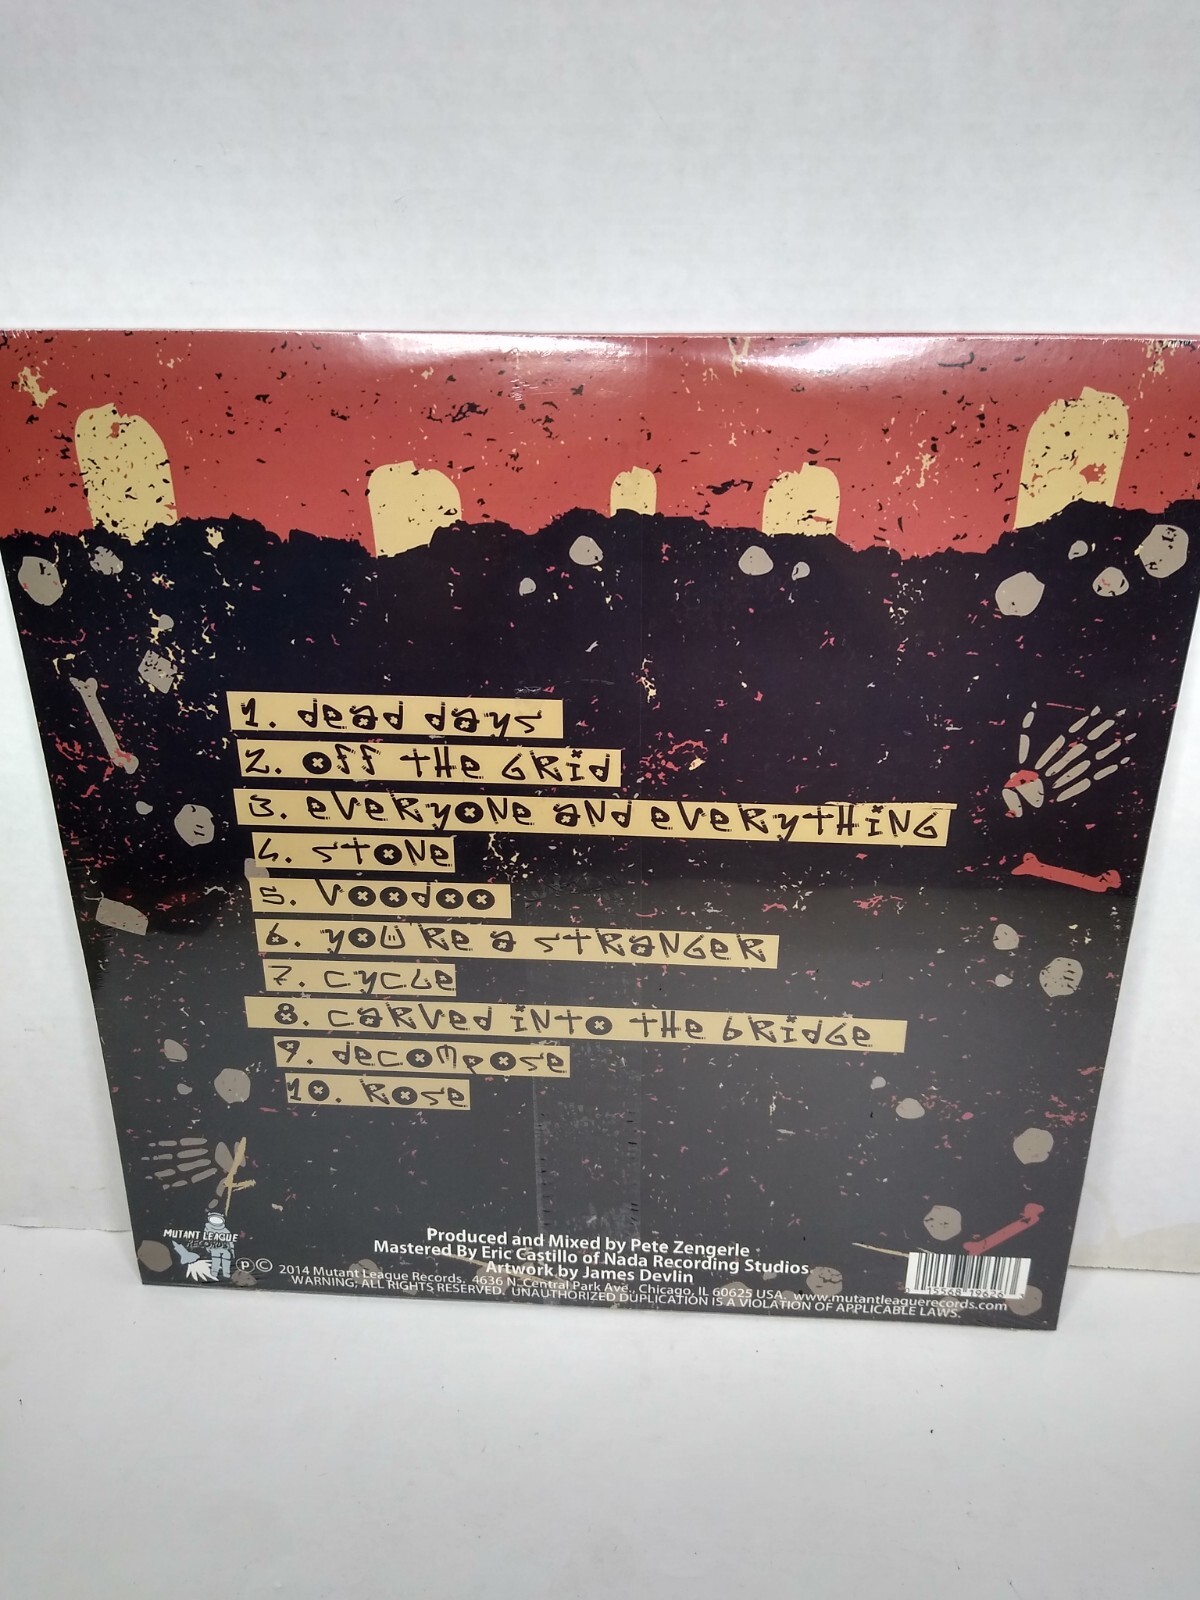 1. dead days
2. off the grid
3. everyone and everything
4. stone
5. voodoo
6. you're a stranger
7. cycle
8. carved into the bridge
9. decompose
10. rose
MUTANT LEAGUE
RECORDS
Produced and Mixed by Pete Zengerle
Mastered By Eric Castillo of Nada Recording Studios
Artwork by James Devlin
℗ © 2014 Mutant League Records. 4636 N. Central Park Ave., Chicago, IL 60625 USA. www.mutantleaguerecords.com
WARNING: ALL RIGHTS RESERVED. UNAUTHORIZED DUPLICATION IS A VIOLATION OF APPLICABLE LAWS.